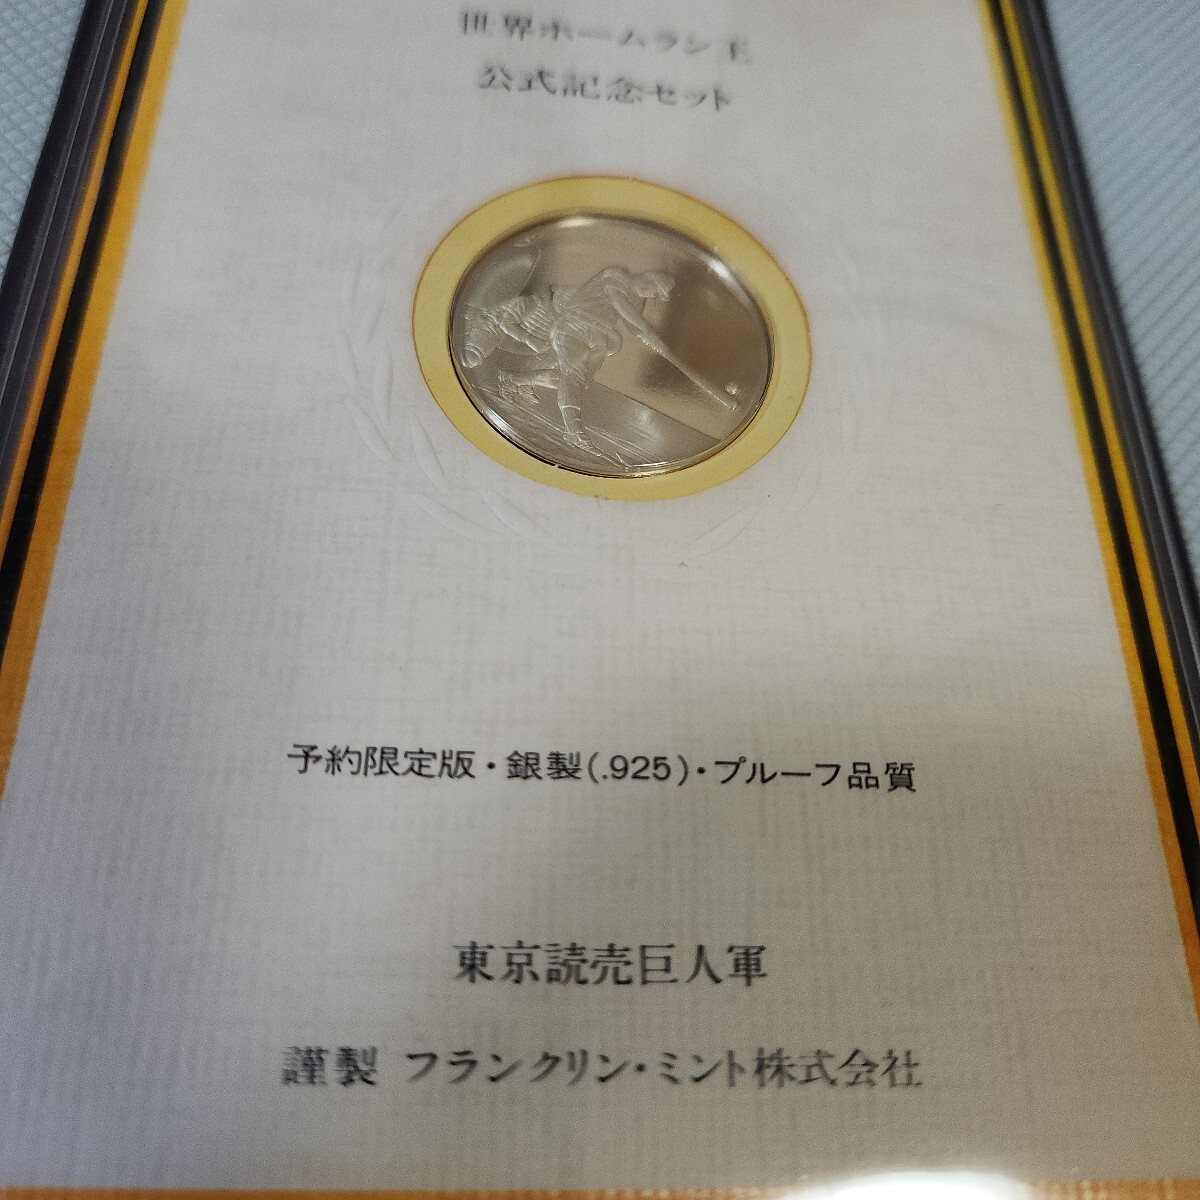 世界ホームラン王
公式記念セット
予約限定版・銀製(.925)・プルーフ品質
東京読売巨人軍
謹製 フランクリン・ミント株式会社